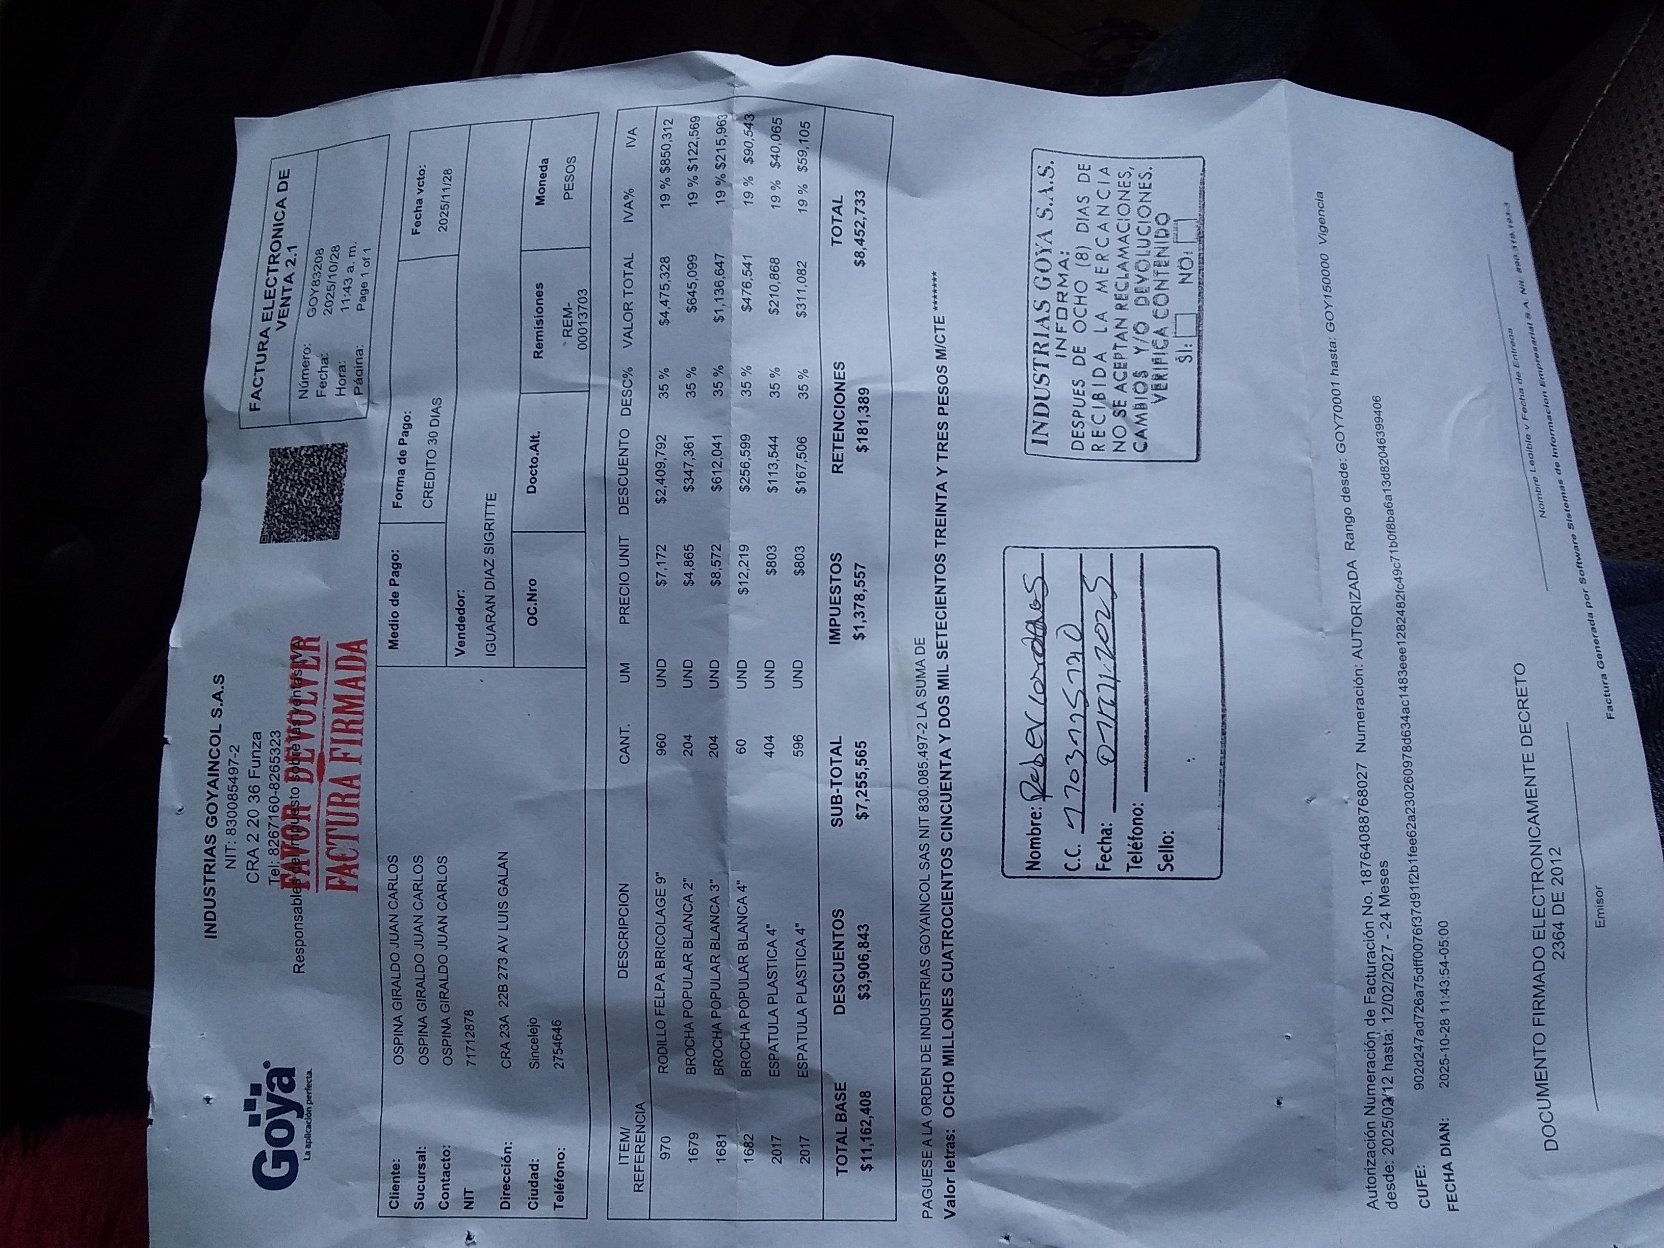 Goya
La aplicación perfecta.
INDUSTRIAS GOYAINCOL S.A.S
NIT: 830085497-2
CRA 2 20 36 Funza
Tel: 8267160-8265323
Responsables de impuesto sobre las ventas
FAVOR DEVOLVER
FACTURA FIRMADA
FACTURA ELECTRONICA DE
VENTA 2.1
Número: GOY83208
Fecha: 2025/10/28
Hora: 11:43 a. m.
Página: Page 1 of 1
Cliente: OSPINA GIRALDO JUAN CARLOS
Sucursal: OSPINA GIRALDO JUAN CARLOS
Contacto: OSPINA GIRALDO JUAN CARLOS
NIT 71712878
Dirección: CRA 23A 22B 273 AV LUIS GALAN
Ciudad: Sincelejo
Teléfono: 2754646
Medio de Pago: Forma de Pago: Fecha vcto:
CREDITO 30 DIAS 2025/11/28
Vendedor:
IGUARAN DIAZ SIGRITTE
OC.Nro Docto.Alt. Remisiones Moneda
REM-00013703 PESOS
ITEM/REFERENCIA DESCRIPCION CANT. UM PRECIO UNIT DESCUENTO DESC% VALOR TOTAL IVA% IVA
970 RODILLO FELPA BRICOLAGE 9" 960 UND $7,172 $2,409,792 35 % $4,475,328 19 % $850,312
1679 BROCHA POPULAR BLANCA 2" 204 UND $4,865 $347,361 35 % $645,099 19 % $122,569
1681 BROCHA POPULAR BLANCA 3" 204 UND $8,572 $612,041 35 % $1,136,647 19 % $215,963
1682 BROCHA POPULAR BLANCA 4" 60 UND $12,219 $256,599 35 % $476,541 19 % $90,543
2017 ESPATULA PLASTICA 4" 404 UND $803 $113,544 35 % $210,868 19 % $40,065
2017 ESPATULA PLASTICA 4" 596 UND $803 $167,506 35 % $311,082 19 % $59,105
TOTAL BASE DESCUENTOS SUB-TOTAL IMPUESTOS RETENCIONES TOTAL
$11,162,408 $3,906,843 $7,255,565 $1,378,557 $181,389 $8,452,733
PAGUESE A LA ORDEN DE INDUSTRIAS GOYAINCOL SAS NIT 830.085.497-2 LA SUMA DE
Valor letras: OCHO MILLONES CUATROCIENTOS CINCUENTA Y DOS MIL SETECIENTOS TREINTA Y TRES PESOS M/CTE *******
Nombre:
C.C.
Fecha:
Teléfono:
Sello:
INDUSTRIAS GOYA S.A.S.
INFORMA:
DESPUES DE OCHO (8) DIAS DE
RECIBIDA LA MERCANCIA
NO SE ACEPTAN RECLAMACIONES,
CAMBIOS Y/O DEVOLUCIONES.
VERIFICA CONTENIDO
SI: NO:
Autorización Numeración de Facturación No. 18764088768027 Numeración: AUTORIZADA Rango desde: GOY70001 hasta: GOY150000 Vigencia
desde: 2025/02/12 hasta: 12/02/2027 - 24 Meses
CUFE:
FECHA DIAN: 2025-10-28 11:43:54-05:00
DOCUMENTO FIRMADO ELECTRONICAMENTE DECRETO
2364 DE 2012
Emisor
Nombre Legible y Fecha de Entrega
Factura Generada por Software Sistemas de Informacion Empresarial S.A. Nit.